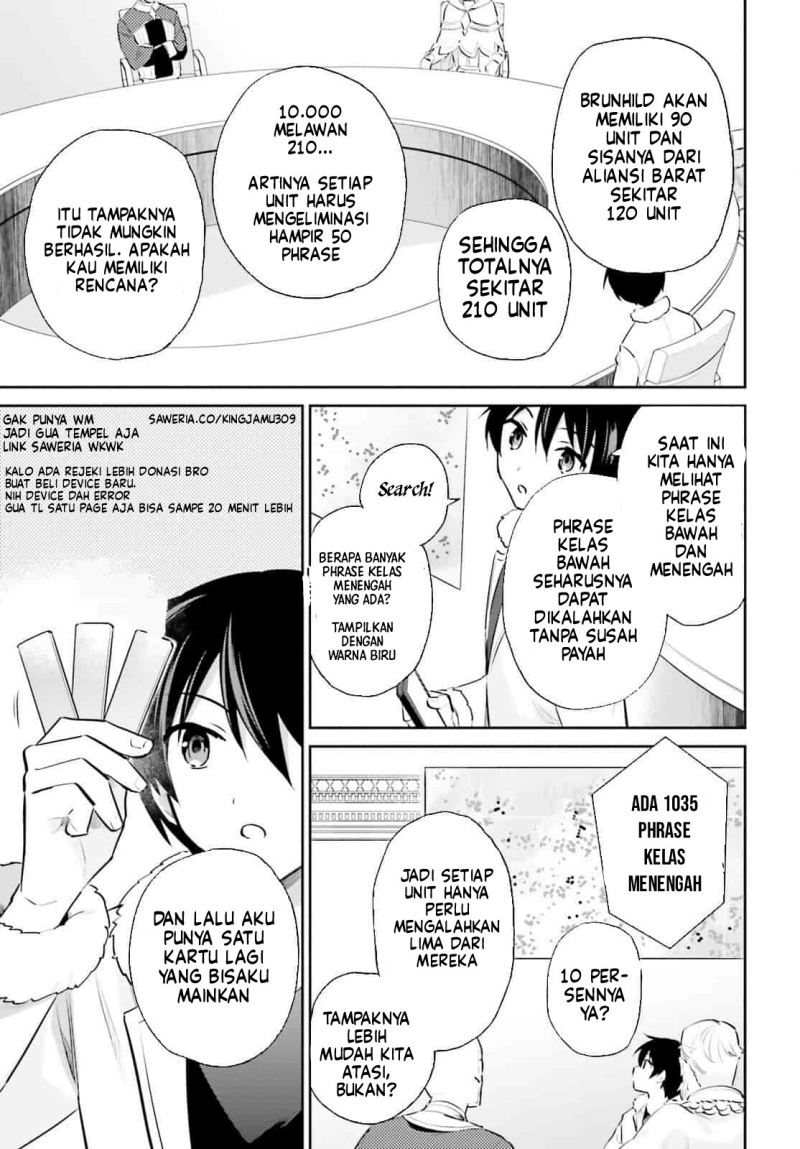 BRUNHILD AKAN
MEMILIKI 90
UNIT DAN
SISANYA DARI
ALIANSI BARAT
SEKITAR
120 UNIT
SEHINGGA
TOTALNYA
SEKITAR
210 UNIT
10.000
MELAWAN
210...
ARTINYA SETIAP
UNIT HARUS
MENGELIMINASI
HAMPIR 50
PHRASE
ITU TAMPAKNYA
TIDAK MUNGKIN
BERHASIL. APAKAH
KAU MEMILIKI
RENCANA?
SAAT INI
KITA HANYA
MELIHAT
PHRASE
KELAS
BAWAH
DAN
MENENGAH
PHRASE
KELAS
BAWAH
SEHARUSNYA
DAPAT
DIKALAHKAN
TANPA SUSAH
PAYAH
Search!
BERAPA BANYAK
PHRASE KELAS
MENENGAH
YANG ADA?
TAMPILKAN
DENGAN
WARNA BIRU
ADA 1035
PHRASE
KELAS
MENENGAH
10 PER-
SENNYA
YA?
JADI SETIAP
UNIT HANYA
PERLU
MENGALAHKAN
LIMA DARI
MEREKA
TAMPAKNYA
LEBIH
MUDAH KITA
ATASI,
BUKAN?
GAK PUNYA WM SAWERIA.CO/KINGJAMU309
JADI GUA TEMPEL AJA
LINK SAWERIA WKWK
KALO ADA REJEKI LEBIH DONASI BRO
BUAT BELI DEVICE BARU.
NIH DEVICE DAH ERROR
GUA TL SATU PAGE AJA BISA SAMPE 20 MENIT LEBIH
DAN LALU AKU
PUNYA SATU
KARTU LAGI
YANG BISAKU
MAINKAN